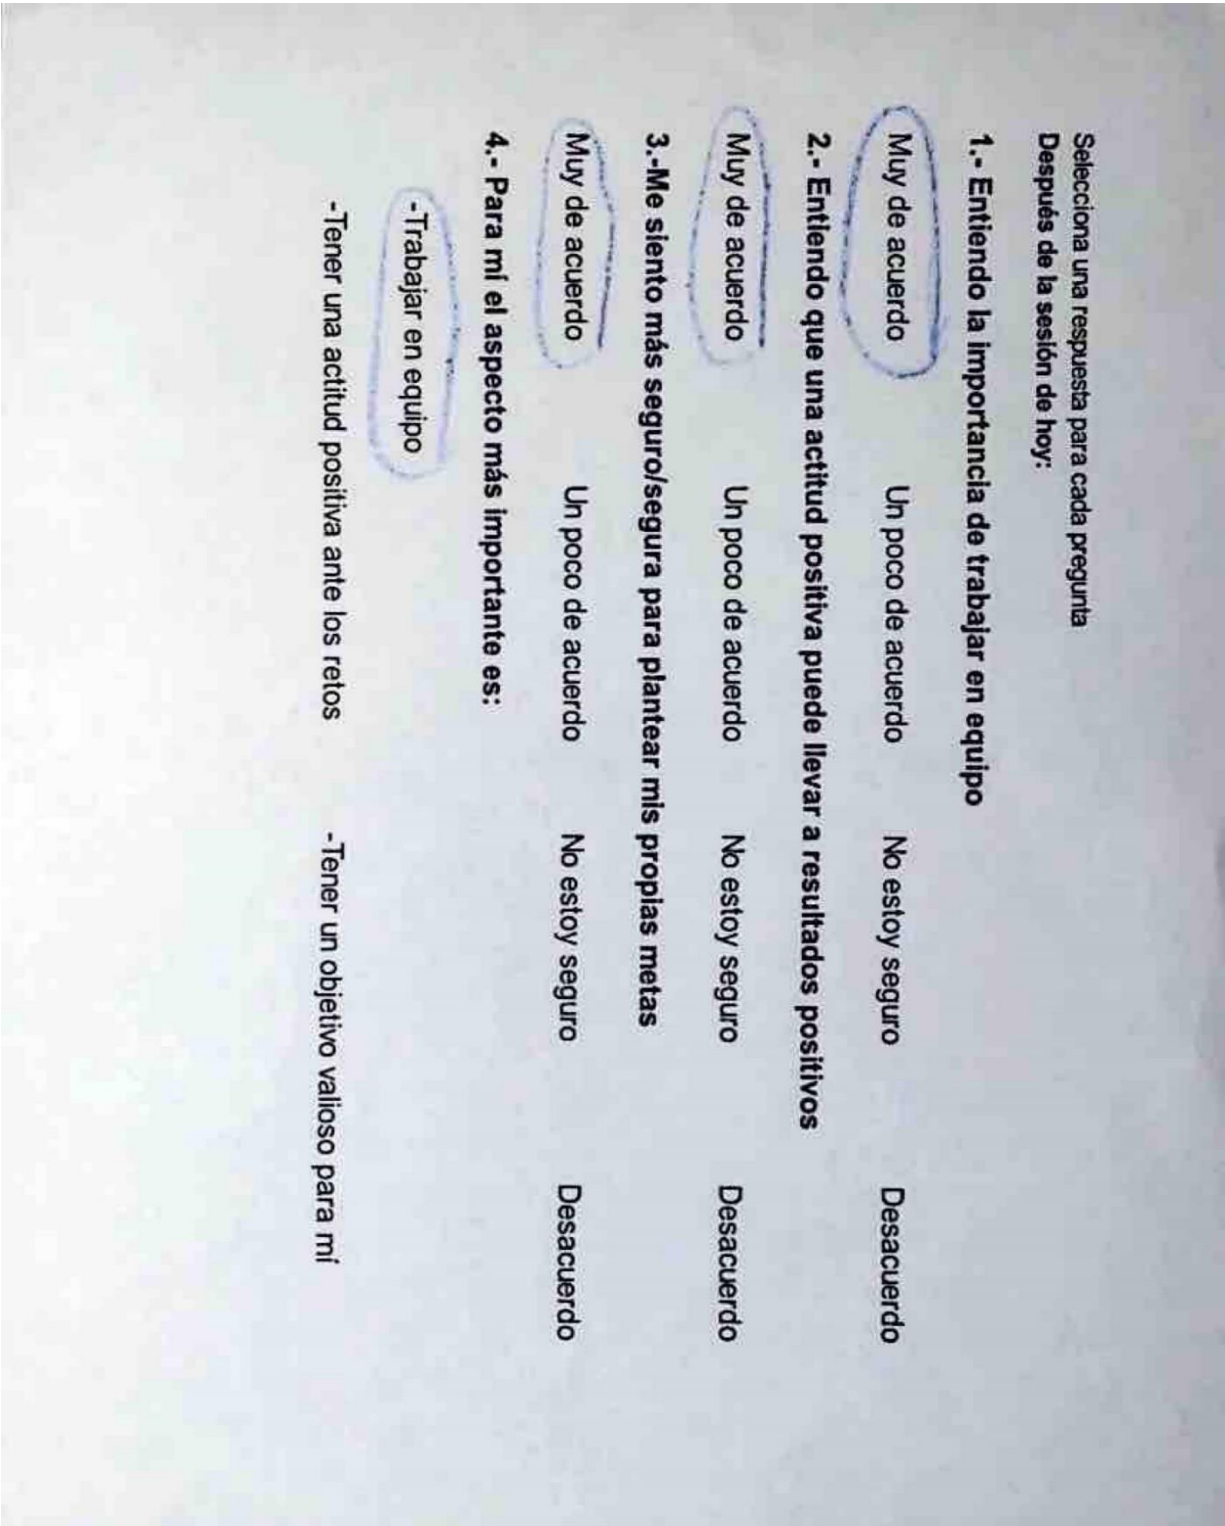 Selecciona una respuesta para cada pregunta
Después de la sesión de hoy:
1.- Entiendo la importancia de trabajar en equipo
Muy de acuerdo Un poco de acuerdo No estoy seguro Desacuerdo
2.- Entiendo que una actitud positiva puede llevar a resultados positivos
Muy de acuerdo Un poco de acuerdo No estoy seguro Desacuerdo
3.-Me siento más seguro/segura para plantear mis propias metas
Muy de acuerdo Un poco de acuerdo No estoy seguro Desacuerdo
4.- Para mí el aspecto más importante es:
-Trabajar en equipo
-Tener una actitud positiva ante los retos -Tener un objetivo valioso para mí